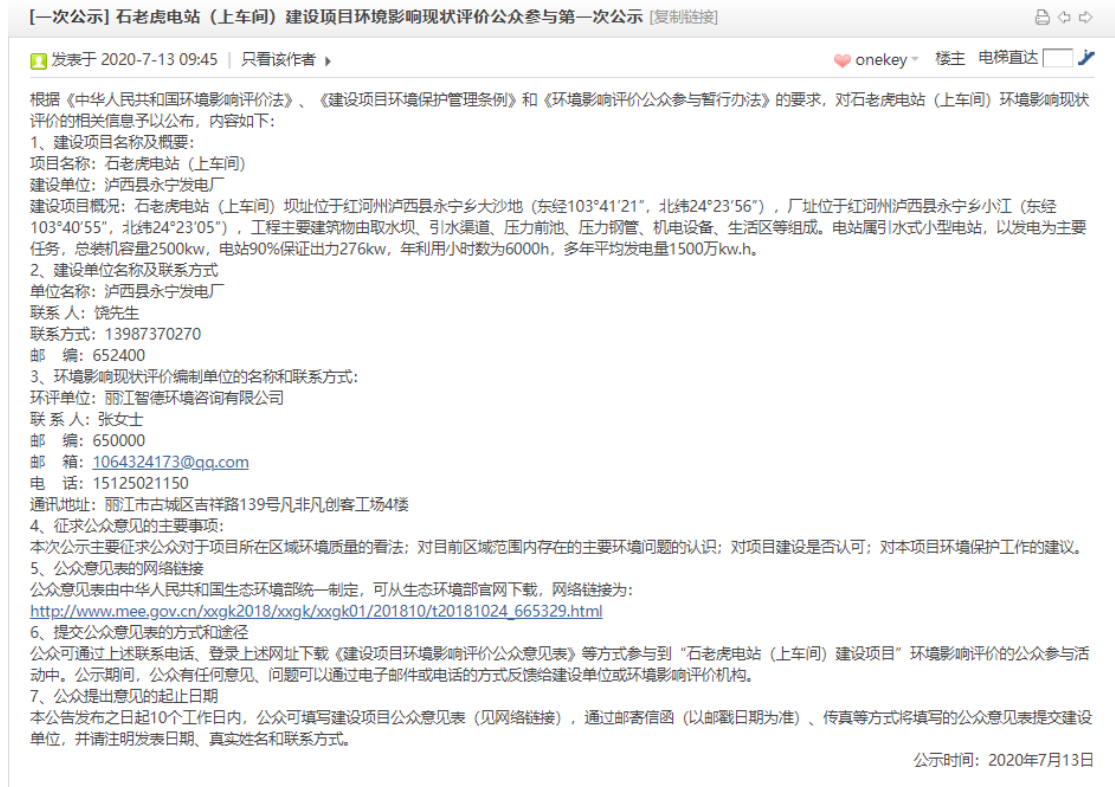 [一次公示] 石老虎电站（上车间）建设项目环境影响现状评价公众参与第一次公示 [复制链接]
发表于 2020-7-13 09:45 | 只看该作者
onekey 楼主 电梯直达
根据《中华人民共和国环境影响评价法》、《建设项目环境保护管理条例》和《环境影响评价公众参与暂行办法》的要求，对石老虎电站（上车间）环境影响现状
评价的相关信息予以公布，内容如下：
1、建设项目名称及概要：
项目名称：石老虎电站（上车间）
建设单位：泸西县永宁发电厂
建设项目概况：石老虎电站（上车间）坝址位于红河州泸西县永宁乡大沙地（东经103°41′21″，北纬24°23′56″），厂址位于红河州泸西县永宁乡小江（东经
103°40′55″，北纬24°23′05″），工程主要建筑物由取水坝、引水渠道、压力前池、压力钢管、机电设备、生活区等组成。电站属引水式小型电站，以发电为主要
任务，总装机容量2500kw，电站90%保证出力276kw，年利用小时数为6000h，多年平均发电量1500万kw.h。
2、建设单位名称及联系方式
单位名称：泸西县永宁发电厂
联系 人：饶先生
联系方式：13987370270
邮 编：652400
3、环境影响现状评价编制单位的名称和联系方式：
环评单位：丽江智德环境咨询有限公司
联 系 人：张女士
邮 编：650000
邮 箱：1064324173@qq.com
电 话：15125021150
通讯地址：丽江市古城区吉祥路139号凡非凡创客工场4楼
4、征求公众意见的主要事项：
本次公示主要征求公众对于项目所在区域环境质量的看法；对目前区域范围内存在的主要环境问题的认识；对项目建设是否认可；对本项目环境保护工作的建议。
5、公众意见表的网络链接
公众意见表由中华人民共和国生态环境部统一制定，可从生态环境部官网下载，网络链接为：
http://www.mee.gov.cn/xxgk2018/xxgk/xxgk01/201810/t20181024_665329.html
6、提交公众意见表的方式和途径
公众可通过上述联系电话、登录上述网址下载《建设项目环境影响评价公众意见表》等方式参与到“石老虎电站（上车间）建设项目”环境影响评价的公众参与活
动中。公示期间，公众有任何意见、问题可以通过电子邮件或电话的方式反馈给建设单位或环境影响评价机构。
7、公众提出意见的起止日期
本公告发布之日起10个工作日内，公众可填写建设项目公众意见表（见网络链接），通过邮寄信函（以邮戳日期为准）、传真等方式将填写的公众意见表提交建设
单位，并请注明发表日期、真实姓名和联系方式。
公示时间：2020年7月13日